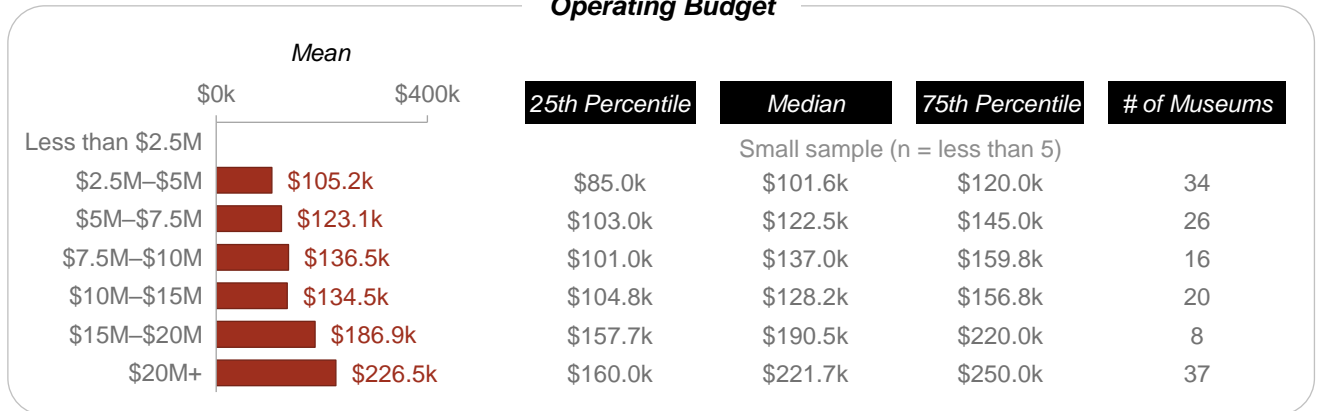 Operating Budget
Mean
$0k $400k 25th Percentile Median 75th Percentile # of Museums
Less than $2.5M Small sample (n = less than 5)
$2.5M–$5M $105.2k $85.0k $101.6k $120.0k 34
$5M–$7.5M $123.1k $103.0k $122.5k $145.0k 26
$7.5M–$10M $136.5k $101.0k $137.0k $159.8k 16
$10M–$15M $134.5k $104.8k $128.2k $156.8k 20
$15M–$20M $186.9k $157.7k $190.5k $220.0k 8
$20M+ $226.5k $160.0k $221.7k $250.0k 37